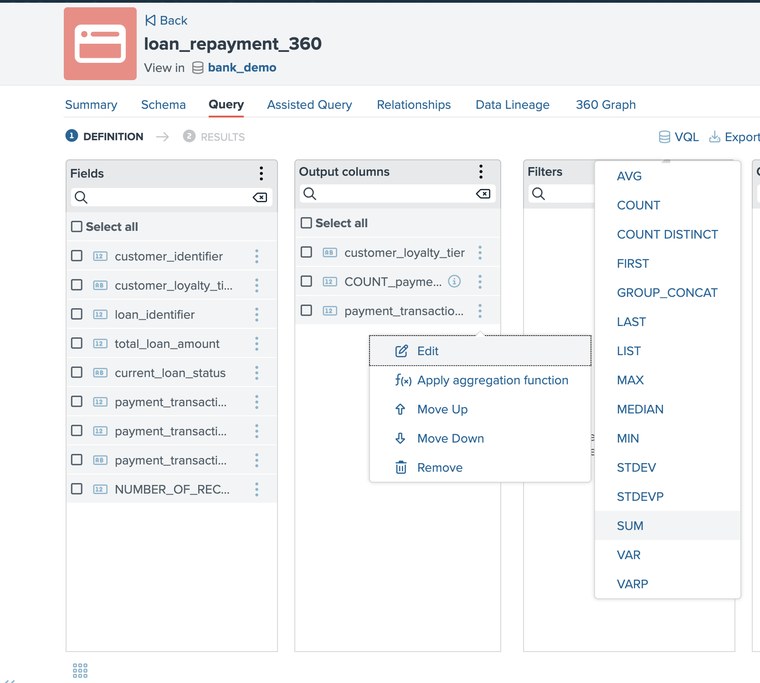 Back
loan_repayment_360
View in bank_demo
Summary Schema Query Assisted Query Relationships Data Lineage 360 Graph
1 DEFINITION 2 RESULTS VQL Export
Fields
Select all
customer_identifier
customer_loyalty_ti...
loan_identifier
total_loan_amount
current_loan_status
payment_transacti...
payment_transacti...
payment_transacti...
NUMBER_OF_REC...
Output columns
Select all
customer_loyalty_tier
COUNT_payme...
payment_transactio...
Edit
f(x) Apply aggregation function
Move Up
Move Down
Remove
Filters
AVG
COUNT
COUNT DISTINCT
FIRST
GROUP_CONCAT
LAST
LIST
MAX
MEDIAN
MIN
STDEV
STDEVP
SUM
VAR
VARP